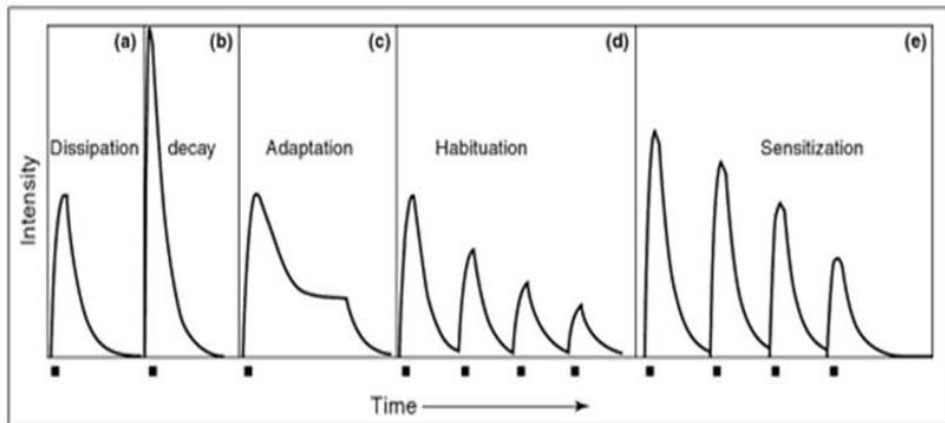 (a) (b) (c) (d) (e)
Dissipation decay Adaptation Habituation Sensitization
Intensity
Time